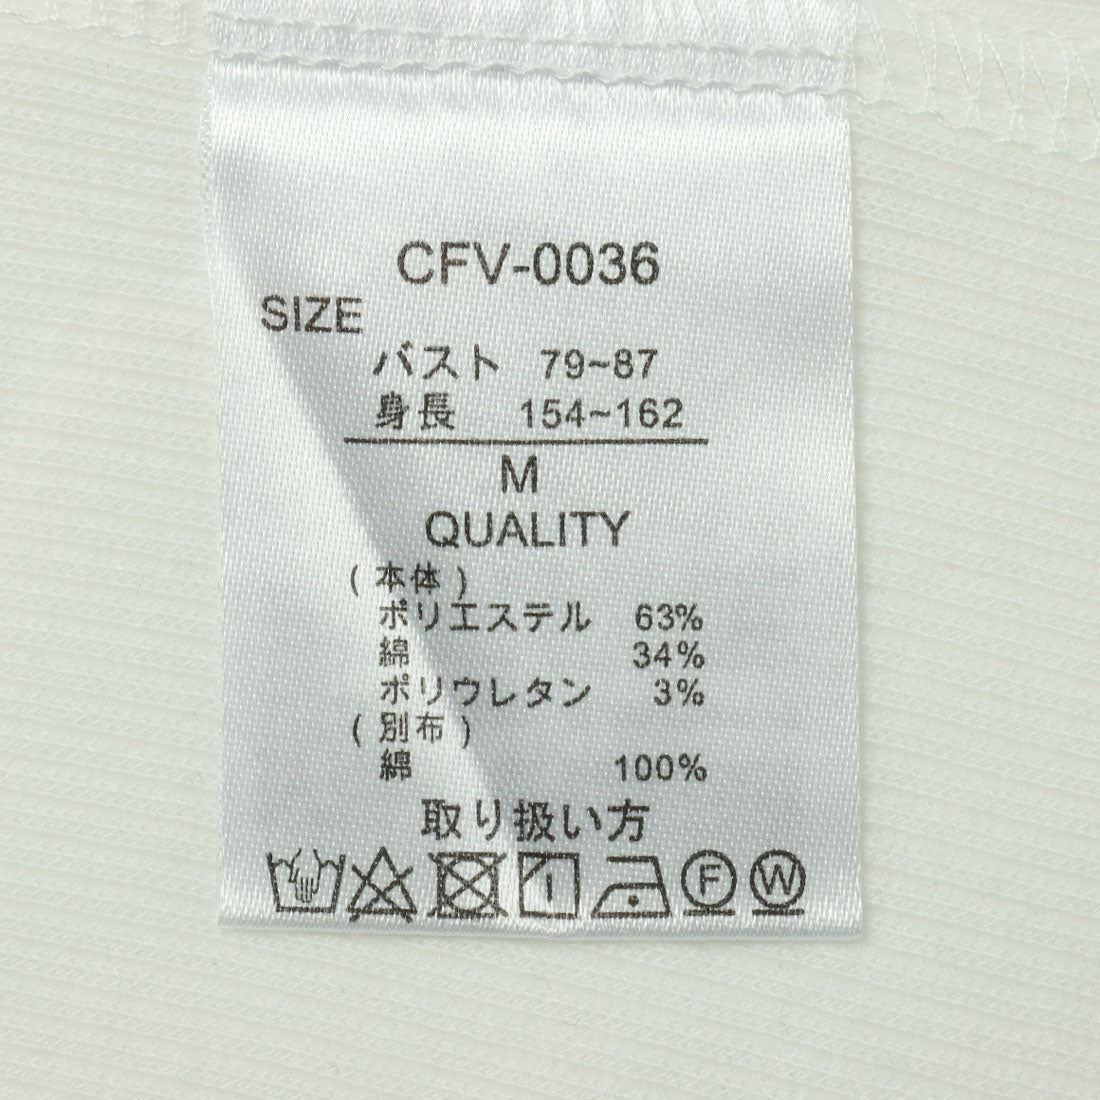 CFV-0036
SIZE
バスト 79~87
身長 154~162
M
QUALITY
(本体)
ポリエステル 63%
綿 34%
ポリウレタン 3%
(別布)
綿 100%
取り扱い方
F W